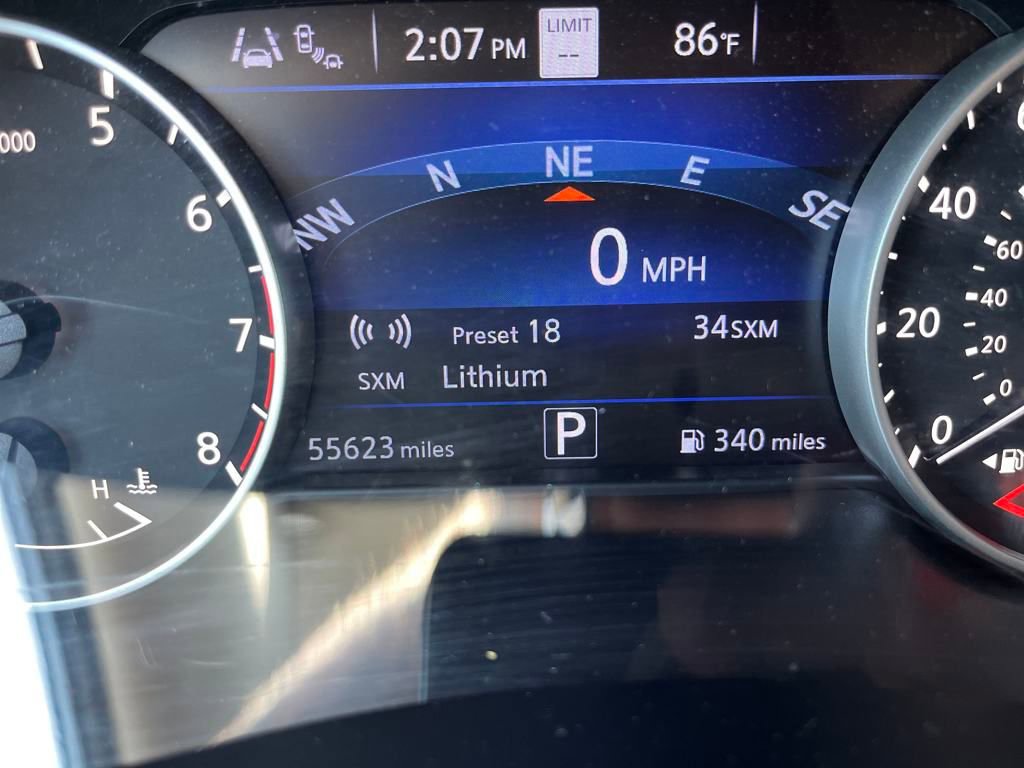 2:07 PM
LIMIT
--
86°F
000
5
6
7
8
H
NW N NE E SE
0 MPH
Preset 18
34SXM
SXM Lithium
55623 miles
P
340 miles
40
20
0
60
40
20
0